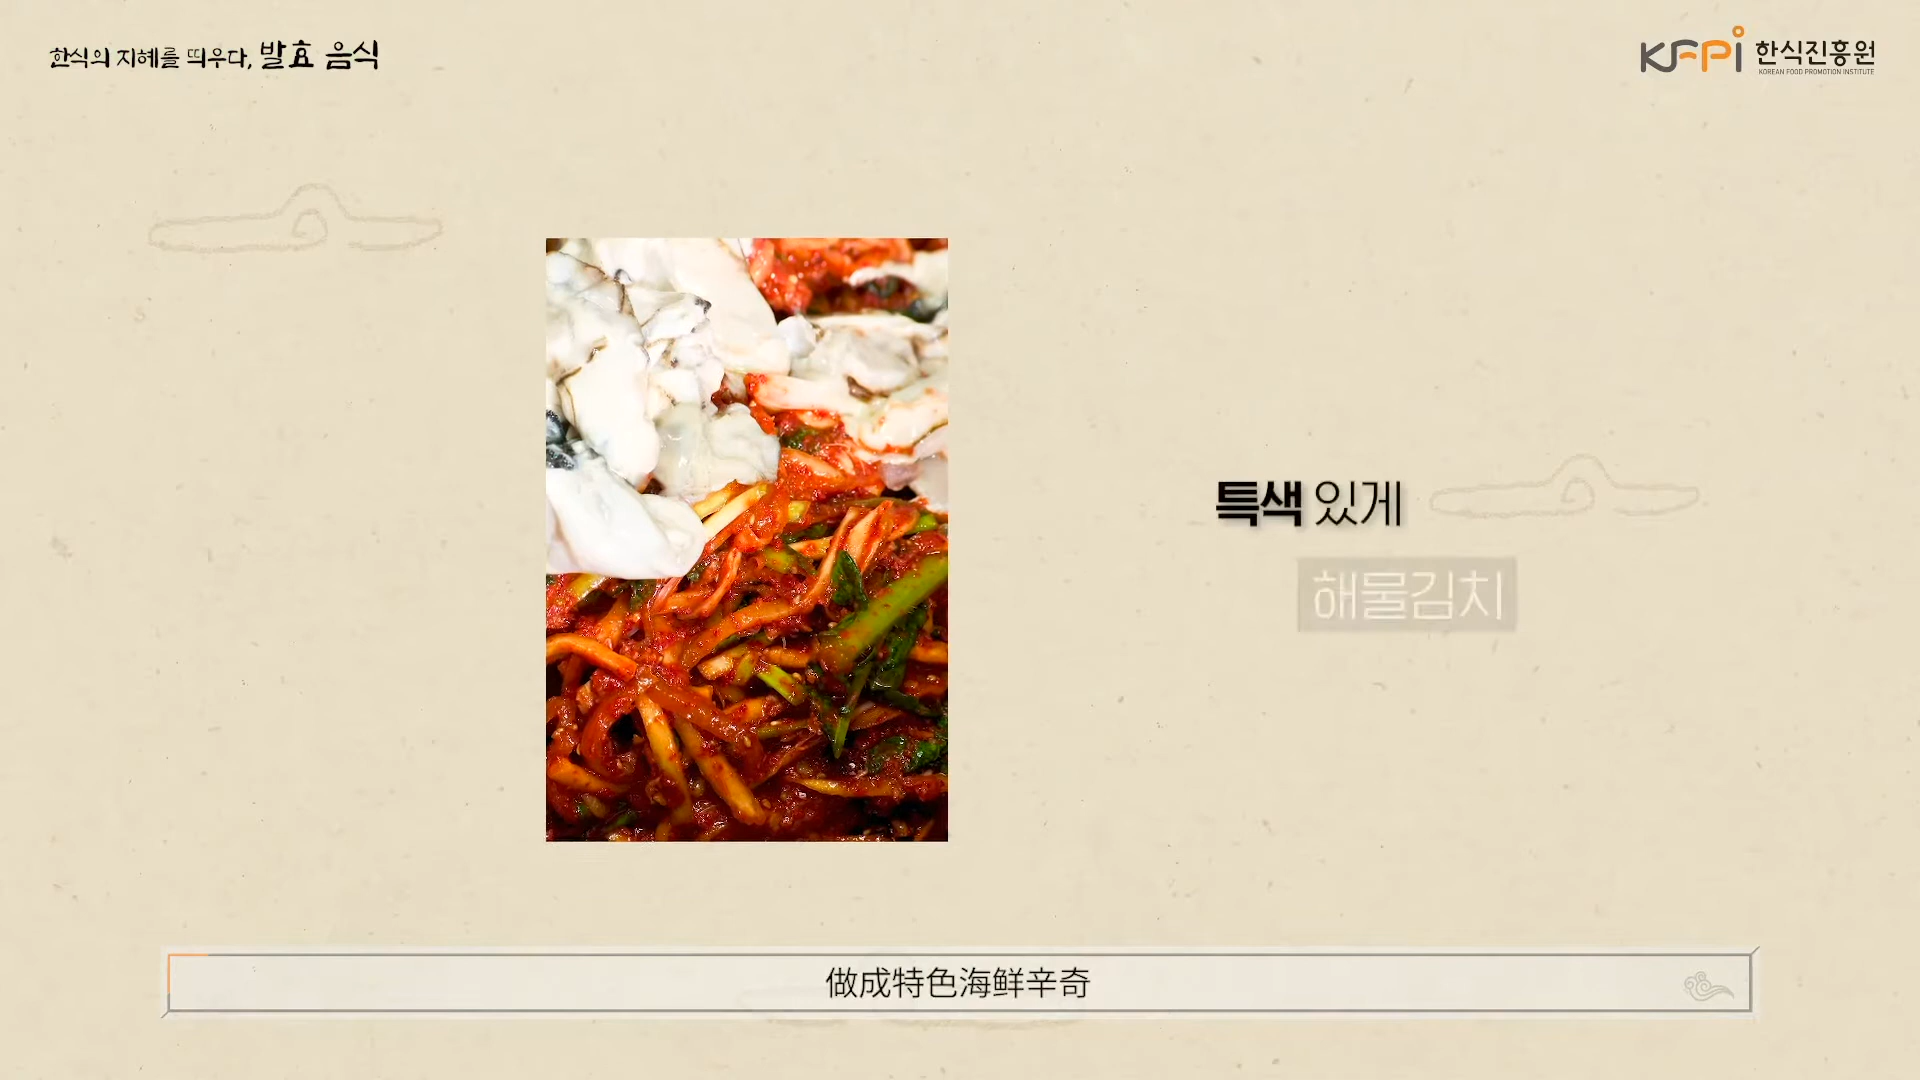 한식의 지혜를 띄우다, 발효 음식
KFPi 한식진흥원
KOREAN FOOD PROMOTION INSTITUTE
특색 있게
해물김치
做成特色海鲜辛奇